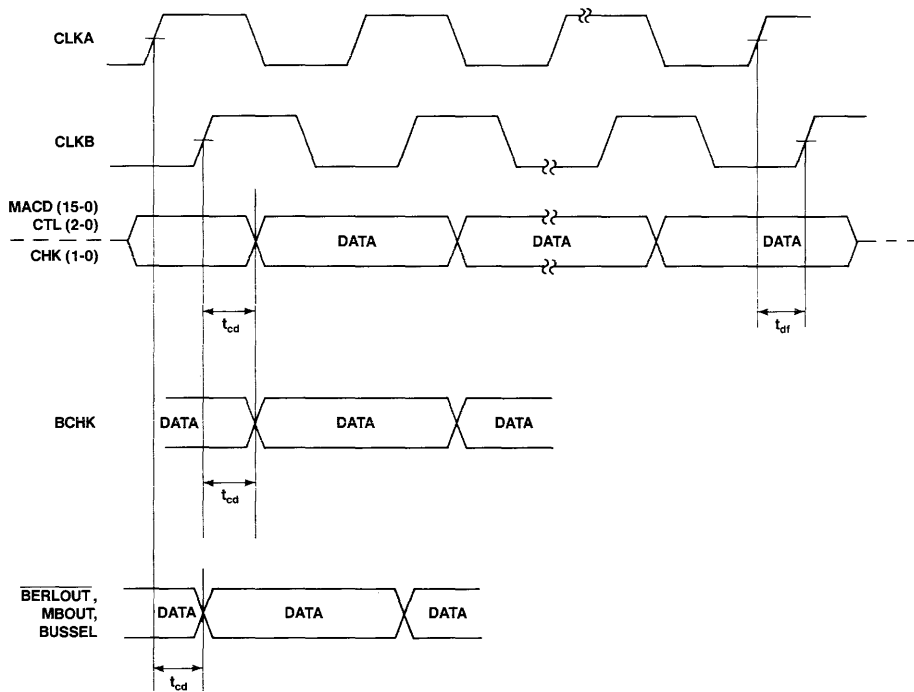 CLKA
CLKB
MACD (15-0)
CTL (2-0)
CHK (1-0)
DATA
DATA
DATA
tcd
tdf
BCHK
DATA
DATA
DATA
tcd
BERLOUT,
MBOUT,
BUSSEL
DATA
DATA
DATA
tcd